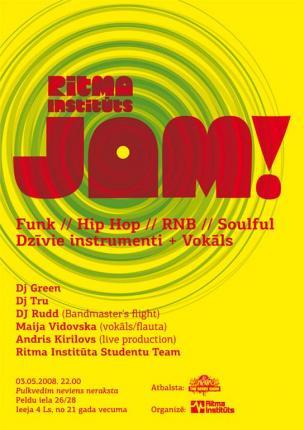 Ritma
Institūts
JAM!
Funk // Hip Hop // RNB // Soulful
Dzīvie instrumenti + Vokāls
Dj Green
Dj Tru
DJ Rudd (Bandmaster's flight)
Maija Vidovska (vokāls/flauta)
Andris Kirilovs (live production)
Ritma Institūta Studentu Team
03.05.2008. 22.00
Pulkvedim neviens neraksta
Peldu iela 26/28
Ieeja 4 Ls, no 21 gada vecuma
Atbalsta:
Organizē:
Ritma
Institūts